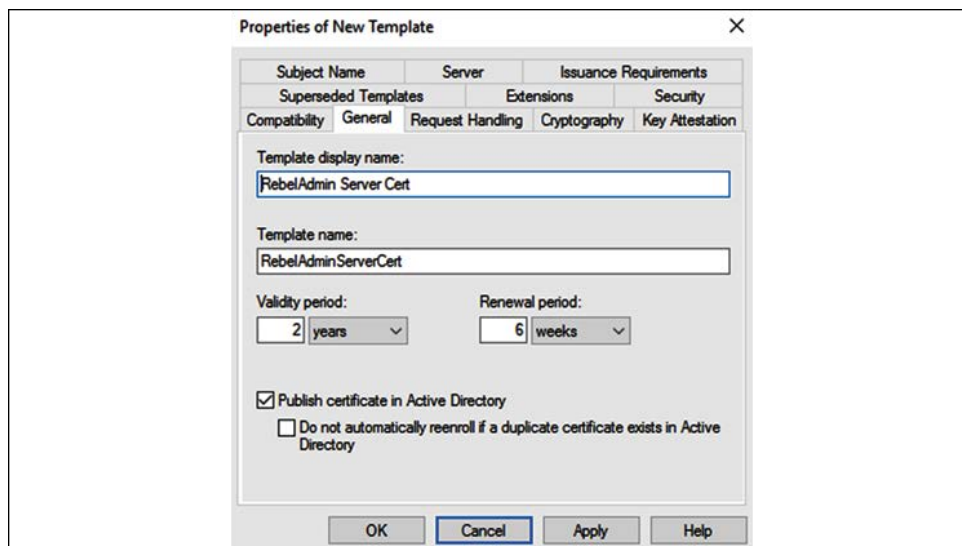 Properties of New Template
Subject Name Server Issuance Requirements
Superseded Templates Extensions Security
Compatibility General Request Handling Cryptography Key Attestation
Template display name:
RebelAdmin Server Cert
Template name:
RebelAdminServerCert
Validity period: Renewal period:
2 years 6 weeks
Publish certificate in Active Directory
Do not automatically reenroll if a duplicate certificate exists in Active
Directory
OK Cancel Apply Help